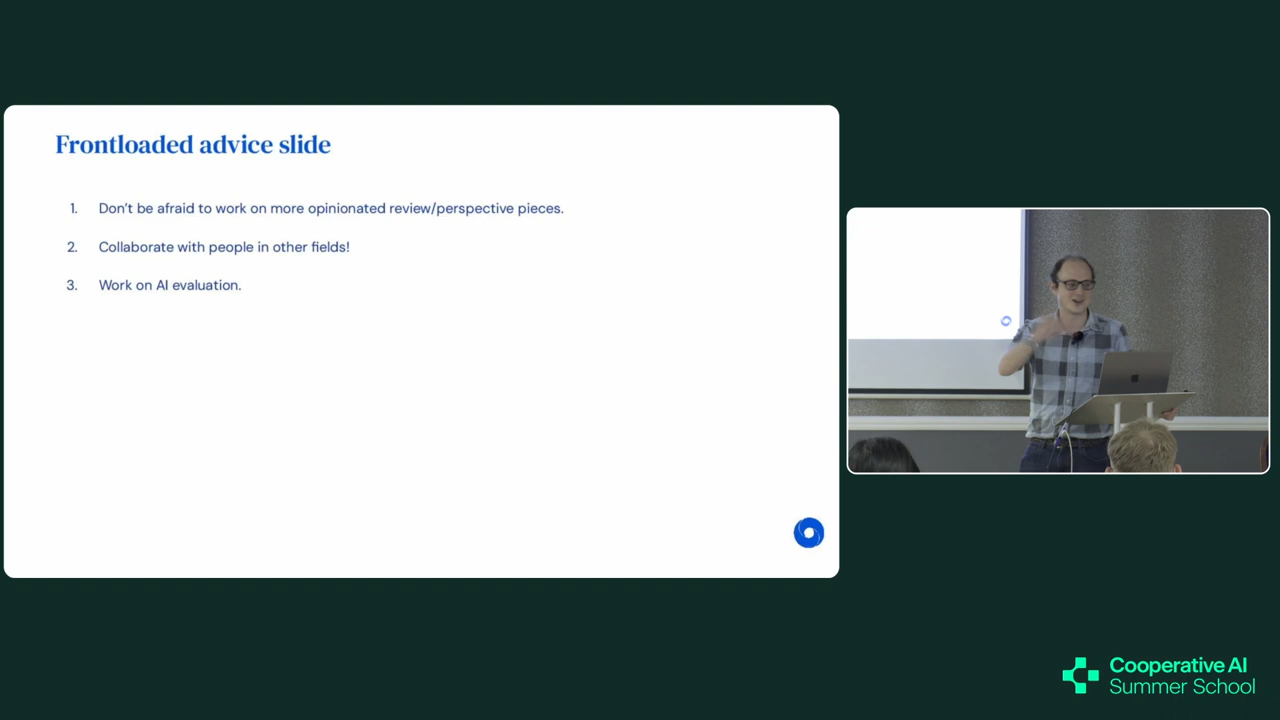 Frontloaded advice slide
1. Don't be afraid to work on more opinionated review/perspective pieces.
2. Collaborate with people in other fields!
3. Work on AI evaluation.
Cooperative AI
Summer School